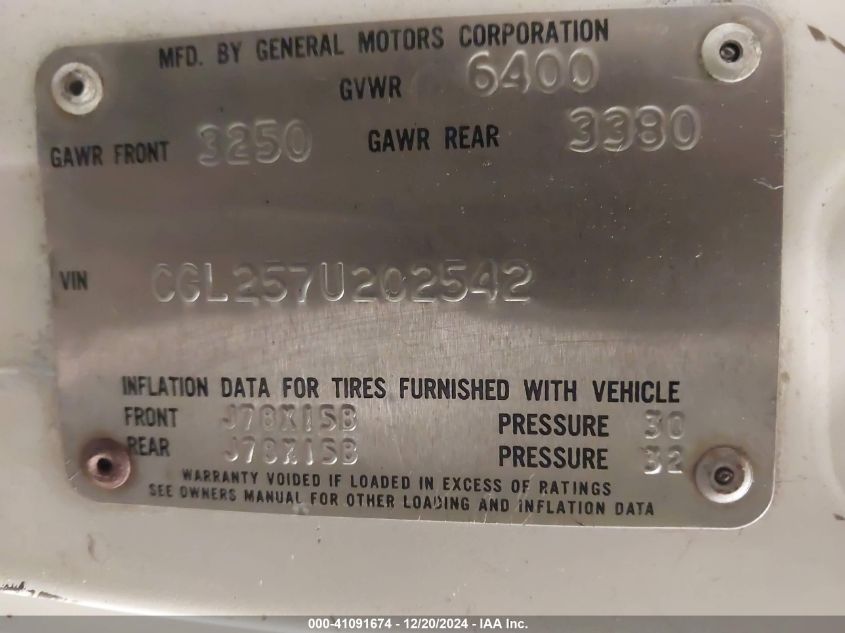 MFD. BY GENERAL MOTORS CORPORATION
GVWR 6400
GAWR FRONT 3250 GAWR REAR 3380
VIN CGL257U202542
INFLATION DATA FOR TIRES FURNISHED WITH VEHICLE
FRONT J78X15B PRESSURE 30
REAR J78X15B PRESSURE 32
WARRANTY VOIDED IF LOADED IN EXCESS OF RATINGS
SEE OWNERS MANUAL FOR OTHER LOADING AND INFLATION DATA
000-41091674 - 12/20/2024 - IAA Inc.